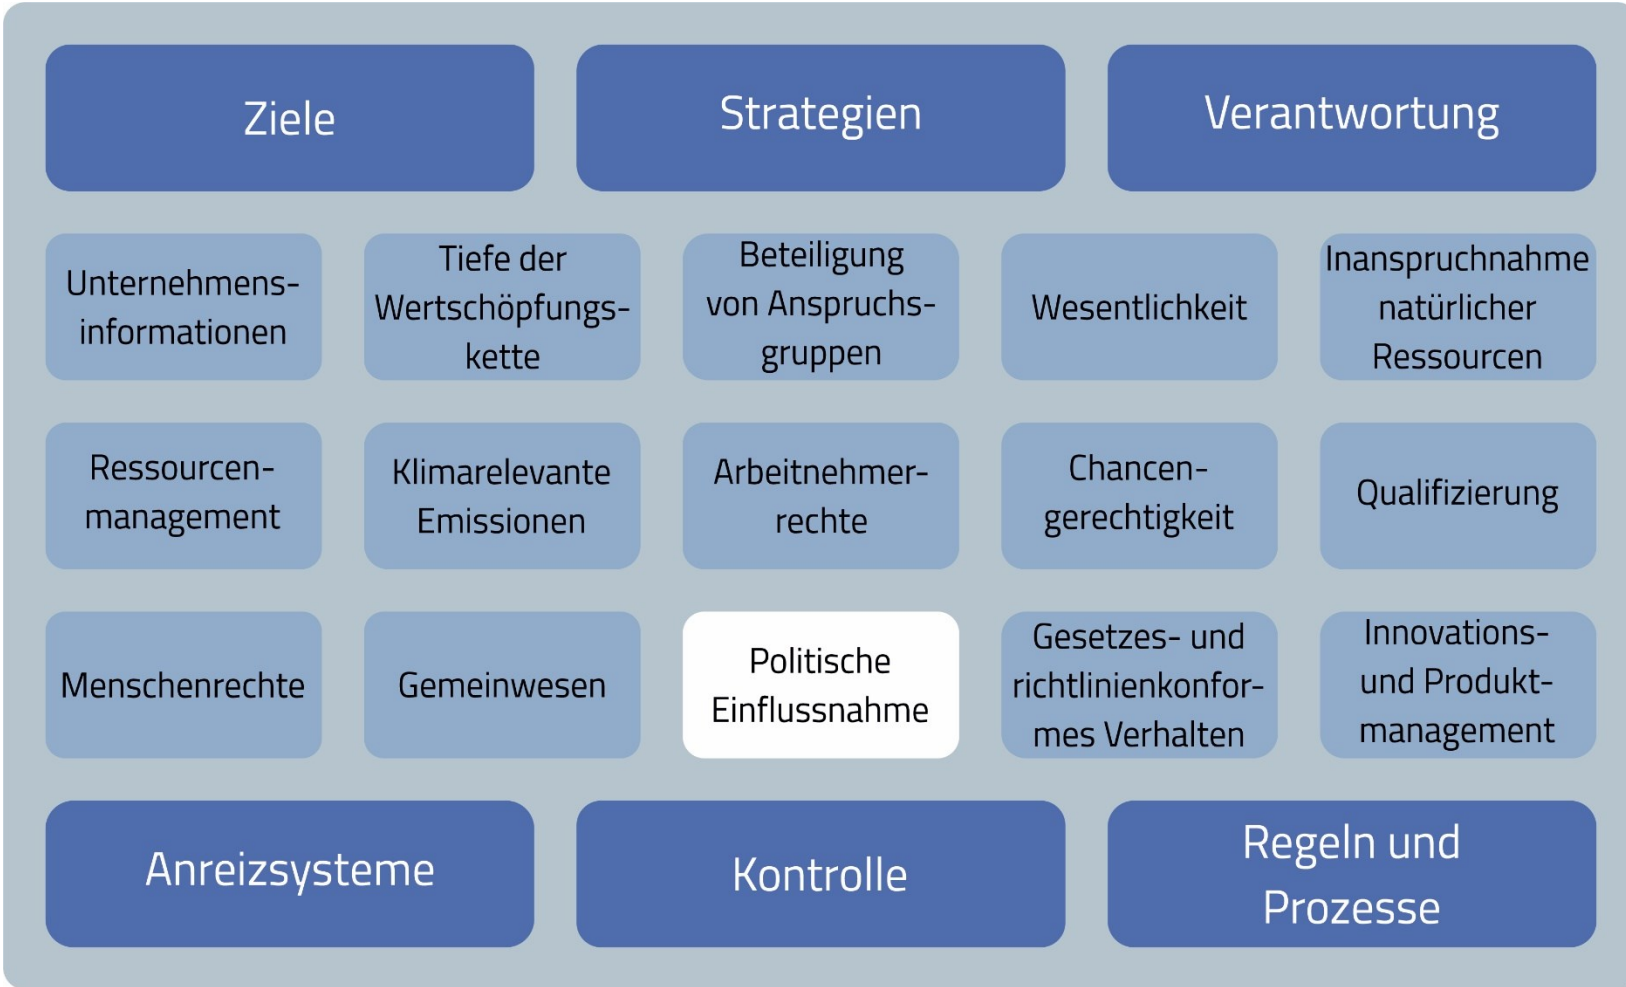 Ziele
Strategien
Verantwortung
Unternehmens-
informationen
Tiefe der
Wertschöpfungs-
kette
Beteiligung
von Anspruchs-
gruppen
Wesentlichkeit
Inanspruchnahme
natürlicher
Ressourcen
Ressourcen-
management
Klimarelevante
Emissionen
Arbeitnehmer-
rechte
Chancen-
gerechtigkeit
Qualifizierung
Menschenrechte
Gemeinwesen
Politische
Einflussnahme
Gesetzes- und
richtlinienkonfor-
mes Verhalten
Innovations-
und Produkt-
management
Anreizsysteme
Kontrolle
Regeln und
Prozesse